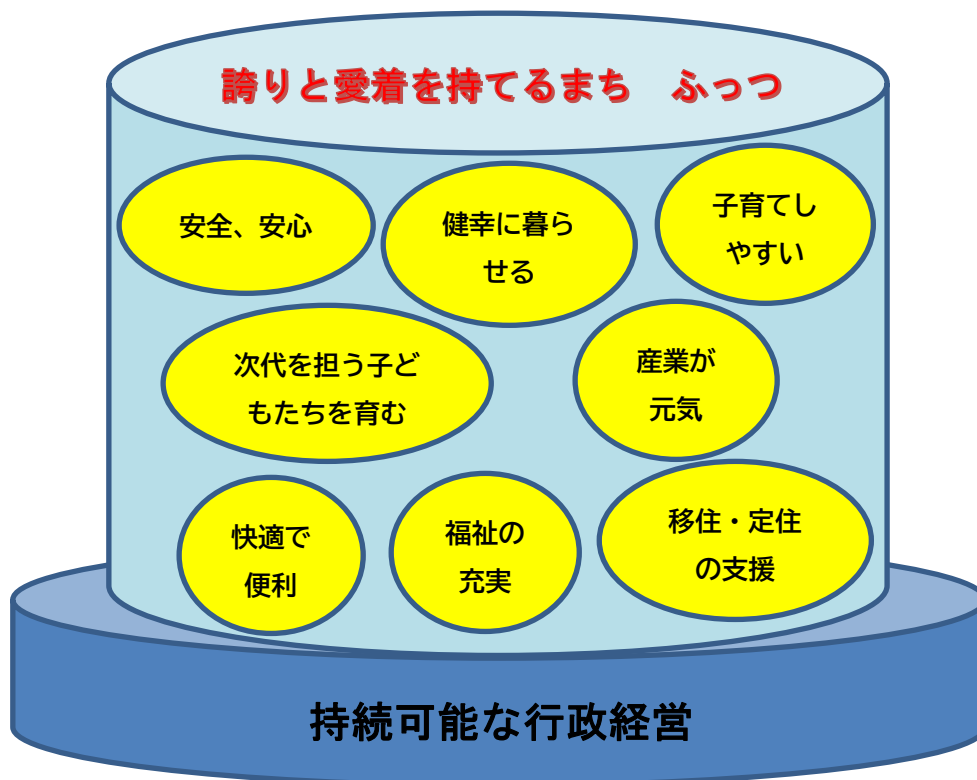 誇りと愛着を持てるまち　ふっつ
安全、安心
健幸に暮ら
せる
子育てし
やすい
次代を担う子ど
もたちを育む
産業が
元気
快適で
便利
福祉の
充実
移住・定住
の支援
持続可能な行政経営